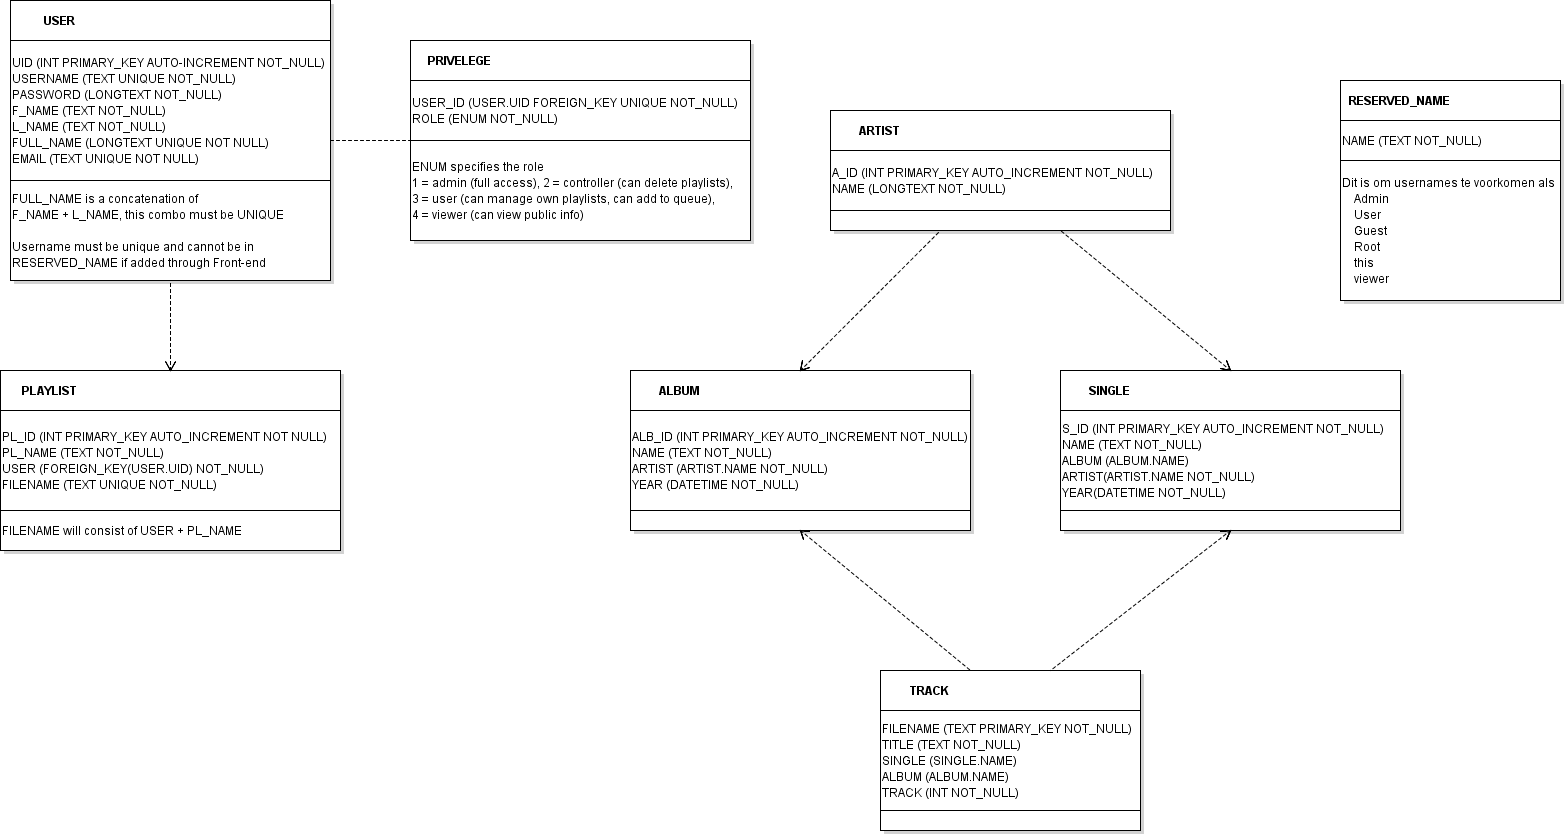 USER
UID (INT PRIMARY_KEY AUTO-INCREMENT NOT_NULL)
USERNAME (TEXT UNIQUE NOT_NULL)
PASSWORD (LONGTEXT NOT_NULL)
F_NAME (TEXT NOT_NULL)
L_NAME (TEXT NOT_NULL)
FULL_NAME (LONGTEXT UNIQUE NOT NULL)
EMAIL (TEXT UNIQUE NOT NULL)
FULL_NAME is a concatenation of
F_NAME + L_NAME, this combo must be UNIQUE
Username must be unique and cannot be in
RESERVED_NAME if added through Front-end
PRIVELEGE
USER_ID (USER.UID FOREIGN_KEY UNIQUE NOT_NULL)
ROLE (ENUM NOT_NULL)
ENUM specifies the role
1 = admin (full access), 2 = controller (can delete playlists),
3 = user (can manage own playlists, can add to queue),
4 = viewer (can view public info)
ARTIST
A_ID (INT PRIMARY_KEY AUTO_INCREMENT NOT_NULL)
NAME (LONGTEXT NOT_NULL)
RESERVED_NAME
NAME (TEXT NOT_NULL)
Dit is om usernames te voorkomen als
Admin
User
Guest
Root
this
viewer
PLAYLIST
PL_ID (INT PRIMARY_KEY AUTO_INCREMENT NOT NULL)
PL_NAME (TEXT NOT_NULL)
USER (FOREIGN_KEY(USER.UID) NOT_NULL)
FILENAME (TEXT UNIQUE NOT_NULL)
FILENAME will consist of USER + PL_NAME
ALBUM
ALB_ID (INT PRIMARY_KEY AUTO_INCREMENT NOT_NULL)
NAME (TEXT NOT_NULL)
ARTIST (ARTIST.NAME NOT_NULL)
YEAR (DATETIME NOT_NULL)
SINGLE
S_ID (INT PRIMARY_KEY AUTO_INCREMENT NOT_NULL)
NAME (TEXT NOT_NULL)
ALBUM (ALBUM.NAME)
ARTIST(ARTIST.NAME NOT_NULL)
YEAR(DATETIME NOT_NULL)
TRACK
FILENAME (TEXT PRIMARY_KEY NOT_NULL)
TITLE (TEXT NOT_NULL)
SINGLE (SINGLE.NAME)
ALBUM (ALBUM.NAME)
TRACK (INT NOT_NULL)